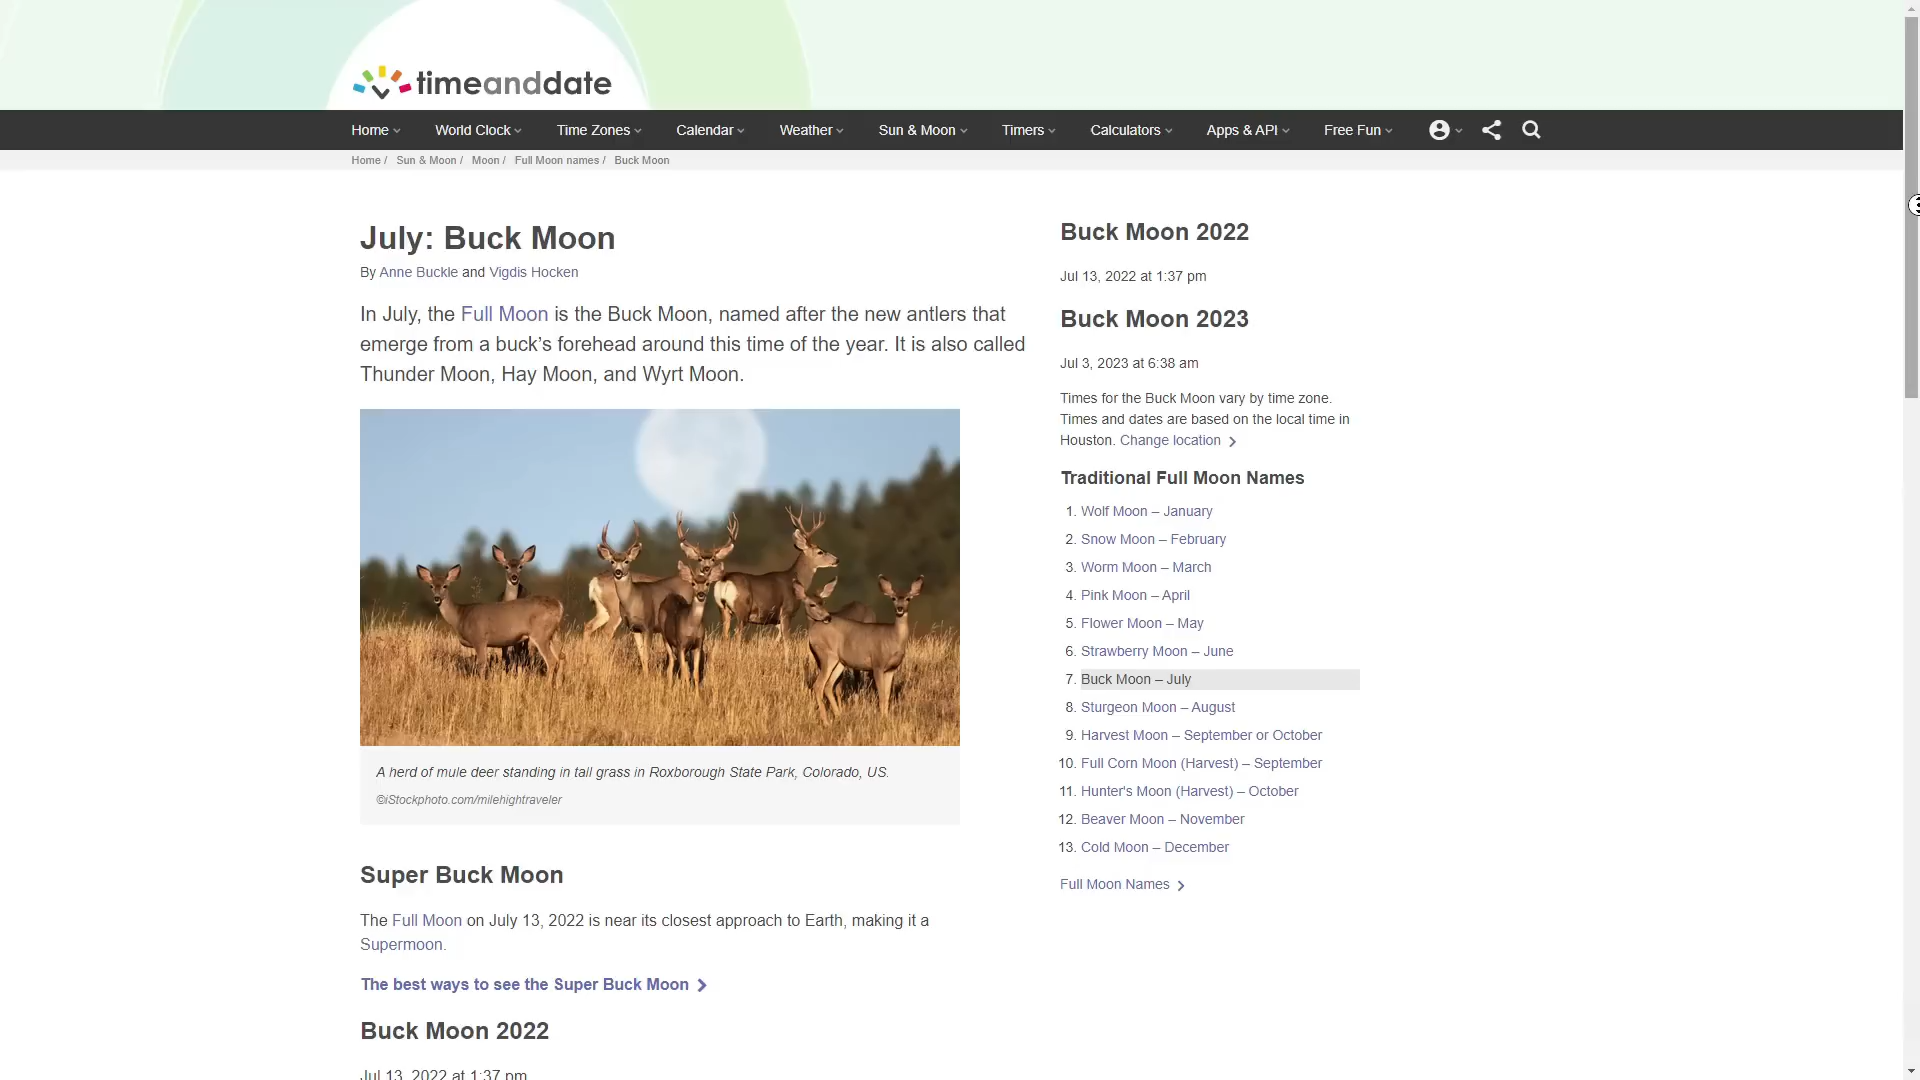 timeanddate
Home World Clock Time Zones Calendar Weather Sun & Moon Timers Calculators Apps & API Free Fun
Home / Sun & Moon / Moon / Full Moon names / Buck Moon
July: Buck Moon
By Anne Buckle and Vigdis Hocken
In July, the Full Moon is the Buck Moon, named after the new antlers that
emerge from a buck’s forehead around this time of the year. It is also called
Thunder Moon, Hay Moon, and Wyrt Moon.
A herd of mule deer standing in tall grass in Roxborough State Park, Colorado, US.
©iStockphoto.com/milehightraveler
Super Buck Moon
The Full Moon on July 13, 2022 is near its closest approach to Earth, making it a
Supermoon.
The best ways to see the Super Buck Moon
Buck Moon 2022
Jul 13, 2022 at 1:37 pm
Buck Moon 2022
Jul 13, 2022 at 1:37 pm
Buck Moon 2023
Jul 3, 2023 at 6:38 am
Times for the Buck Moon vary by time zone.
Times and dates are based on the local time in
Houston. Change location
Traditional Full Moon Names
1. Wolf Moon – January
2. Snow Moon – February
3. Worm Moon – March
4. Pink Moon – April
5. Flower Moon – May
6. Strawberry Moon – June
7. Buck Moon – July
8. Sturgeon Moon – August
9. Harvest Moon – September or October
10. Full Corn Moon (Harvest) – September
11. Hunter's Moon (Harvest) – October
12. Beaver Moon – November
13. Cold Moon – December
Full Moon Names